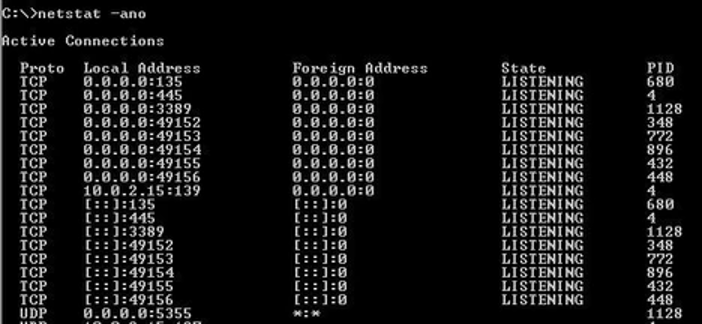 C:\>netstat -ano
Active Connections
Proto Local Address Foreign Address State PID
TCP 0.0.0.0:135 0.0.0.0:0 LISTENING 680
TCP 0.0.0.0:445 0.0.0.0:0 LISTENING 4
TCP 0.0.0.0:3389 0.0.0.0:0 LISTENING 1128
TCP 0.0.0.0:49152 0.0.0.0:0 LISTENING 348
TCP 0.0.0.0:49153 0.0.0.0:0 LISTENING 772
TCP 0.0.0.0:49154 0.0.0.0:0 LISTENING 896
TCP 0.0.0.0:49155 0.0.0.0:0 LISTENING 432
TCP 0.0.0.0:49156 0.0.0.0:0 LISTENING 448
TCP 10.0.2.15:139 0.0.0.0:0 LISTENING 4
TCP [::]:135 [::]:0 LISTENING 680
TCP [::]:445 [::]:0 LISTENING 4
TCP [::]:3389 [::]:0 LISTENING 1128
TCP [::]:49152 [::]:0 LISTENING 348
TCP [::]:49153 [::]:0 LISTENING 772
TCP [::]:49154 [::]:0 LISTENING 896
TCP [::]:49155 [::]:0 LISTENING 432
TCP [::]:49156 [::]:0 LISTENING 448
UDP 0.0.0.0:5355 *:* 1128